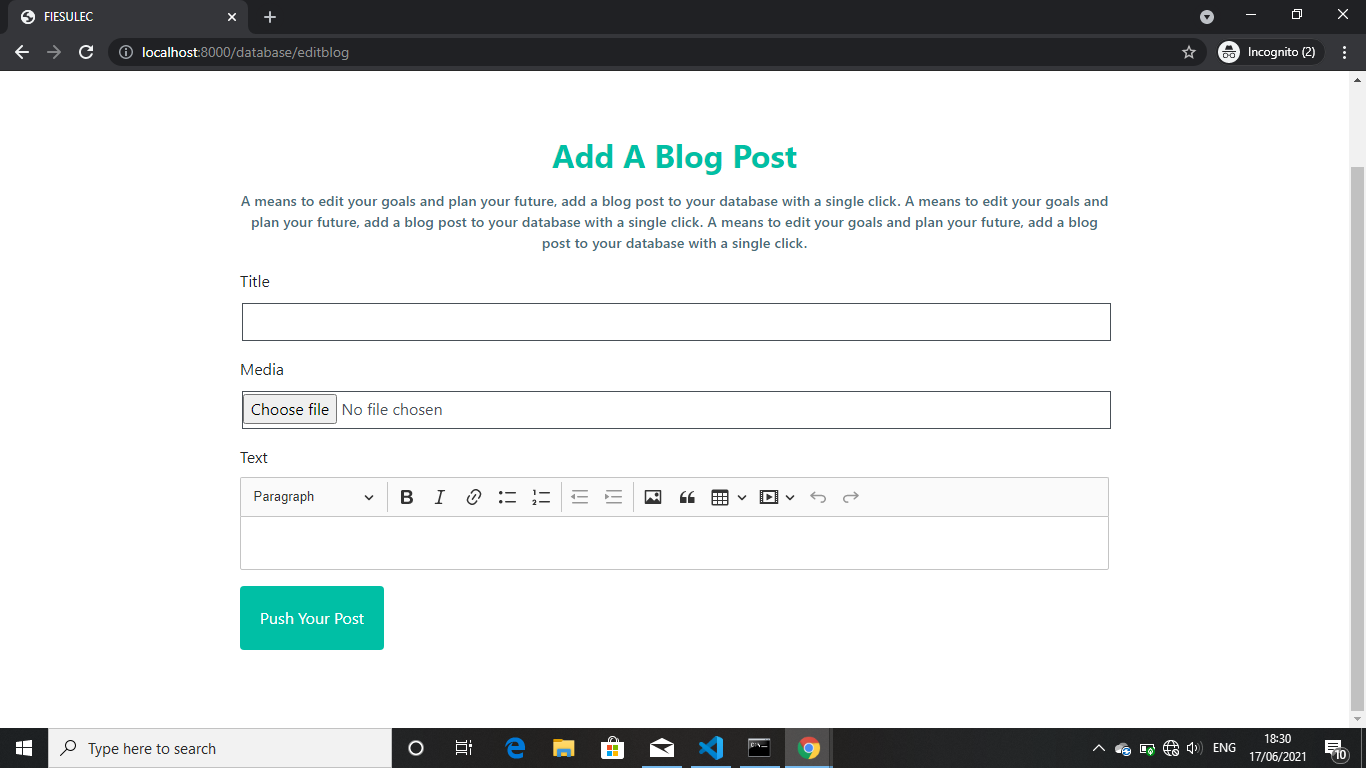 FIESULEC
localhost:8000/database/editblog
Incognito (2)
Add A Blog Post
A means to edit your goals and plan your future, add a blog post to your database with a single click. A means to edit your goals and
plan your future, add a blog post to your database with a single click. A means to edit your goals and plan your future, add a blog
post to your database with a single click.
Title
Media
Choose file No file chosen
Text
Paragraph B I
Push Your Post
Type here to search
ENG
18:30
17/06/2021
10